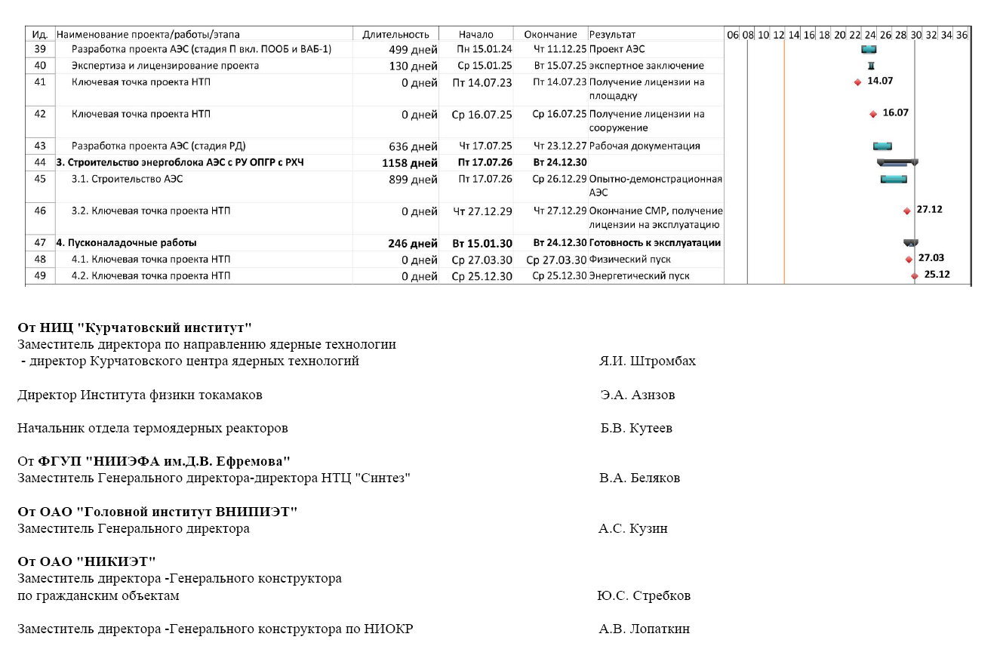 Ид. Наименование проекта/работы/этапа Длительность Начало Окончание Результат 06 08 10 12 14 16 18 20 22 24 26 28 30 32 34 36
39 Разработка проекта АЭС (стадия П вкл. ПООБ и ВАБ-1) 499 дней Пн 15.01.24 Чт 11.12.25 Проект АЭС
40 Экспертиза и лицензирование проекта 130 дней Ср 15.01.25 Вт 15.07.25 экспертное заключение
41 Ключевая точка проекта НТП 0 дней Пт 14.07.23 Пт 14.07.23 Получение лицензии на 14.07
площадку
42 Ключевая точка проекта НТП 0 дней Ср 16.07.25 Ср 16.07.25 Получение лицензии на 16.07
сооружение
43 Разработка проекта АЭС (стадия РД) 636 дней Чт 17.07.25 Чт 23.12.27 Рабочая документация
44 3. Строительство энергоблока АЭС с РУ ОПГР с РХЧ 1158 дней Пт 17.07.26 Вт 24.12.30
45 3.1. Строительство АЭС 899 дней Пт 17.07.26 Ср 26.12.29 Опытно-демонстрационная
АЭС
46 3.2. Ключевая точка проекта НТП 0 дней Чт 27.12.29 Чт 27.12.29 Окончание СМР, получение 27.12
лицензии на эксплуатацию
47 4. Пусконаладочные работы 246 дней Вт 15.01.30 Вт 24.12.30 Готовность к эксплуатации
48 4.1. Ключевая точка проекта НТП 0 дней Ср 27.03.30 Ср 27.03.30 Физический пуск 27.03
49 4.2. Ключевая точка проекта НТП 0 дней Ср 25.12.30 Ср 25.12.30 Энергетический пуск 25.12
От НИЦ "Курчатовский институт"
Заместитель директора по направлению ядерные технологии
- директор Курчатовского центра ядерных технологий Я.И. Штромбах
Директор Института физики токамаков Э.А. Азизов
Начальник отдела термоядерных реакторов Б.В. Кутеев
От ФГУП "НИИЭФА им.Д.В. Ефремова"
Заместитель Генерального директора-директора НТЦ "Синтез" В.А. Беляков
От ОАО "Головной институт ВНИПИЭТ"
Заместитель Генерального директора А.С. Кузин
От ОАО "НИКИЭТ"
Заместитель директора -Генерального конструктора
по гражданским объектам Ю.С. Стребков
Заместитель директора -Генерального конструктора по НИОКР А.В. Лопаткин